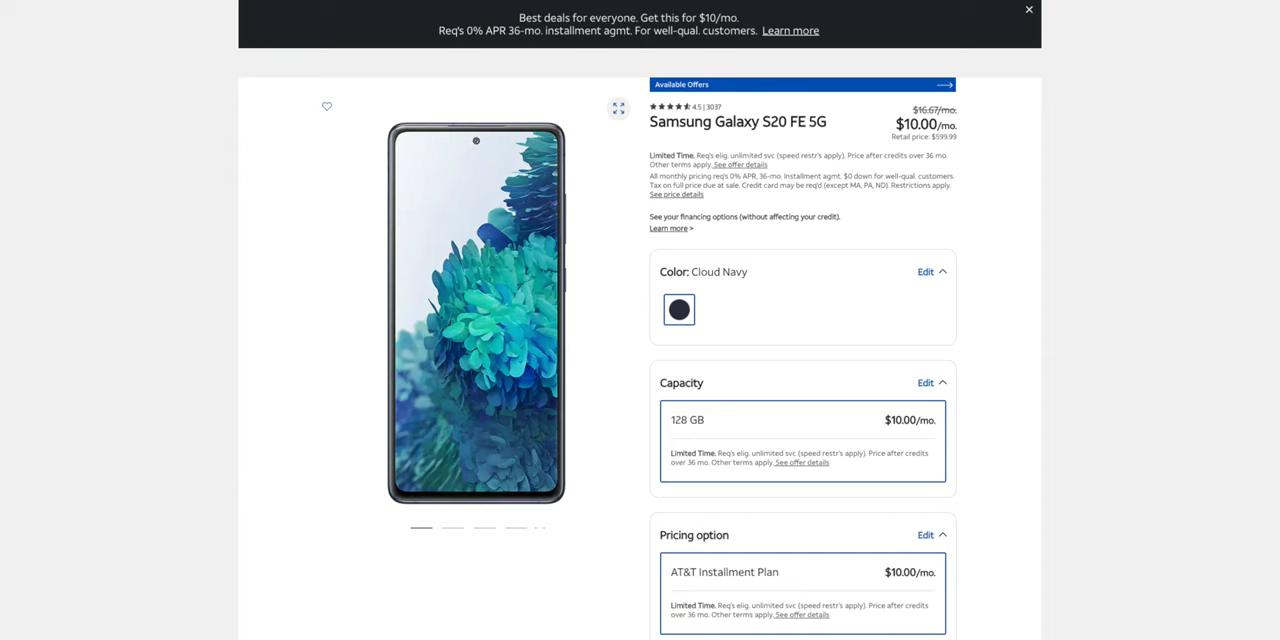 Best deals for everyone. Get this for $10/mo.
Req's 0% APR 36-mo. installment agmt. For well-qual. customers. Learn more
Available Offers
4.5 | 3037
$16.67/mo.
Samsung Galaxy S20 FE 5G
$10.00/mo.
Retail price: $599.99
Limited Time. Req's elig. unlimited svc (speed restr's apply). Price after credits over 36 mo.
Other terms apply. See offer details
All monthly pricing req's 0% APR, 36-mo. Installment agmt. $0 down for well-qual. customers.
Tax on full price due at sale. Credit card may be req'd (except MA, PA, ND). Restrictions apply.
See price details
See your financing options (without affecting your credit).
Learn more >
Color: Cloud Navy Edit
Capacity Edit
128 GB $10.00/mo.
Limited Time. Req's elig. unlimited svc (speed restr's apply). Price after credits
over 36 mo. Other terms apply. See offer details
Pricing option Edit
AT&T Installment Plan $10.00/mo.
Limited Time. Req's elig. unlimited svc (speed restr's apply). Price after credits
over 36 mo. Other terms apply. See offer details